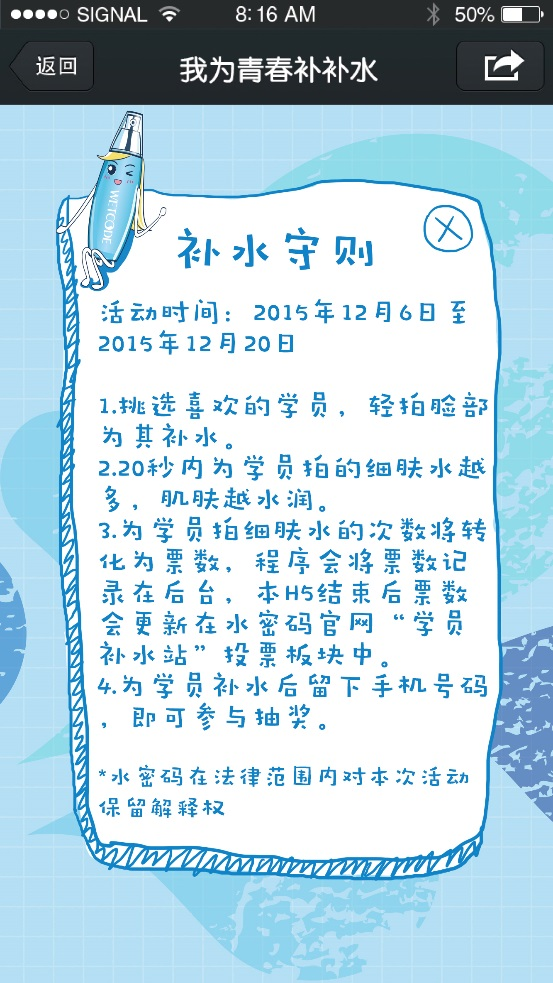 SIGNAL 8:16 AM 50%
返回 我为青春补补水
WETCODE
补水守则
活动时间：2015年12月6日至
2015年12月20日
1.挑选喜欢的学员，轻拍脸部
为其补水。
2.20秒内为学员拍的细肤水越
多，肌肤越水润。
3.为学员拍细肤水的次数将转
化为票数，程序会将票数记
录在后台，本H5结束后票数
会更新在水密码官网“学员
补水站”投票板块中。
4.为学员补水后留下手机号码
，即可参与抽奖。
*水密码在法律范围内对本次活动
保留解释权